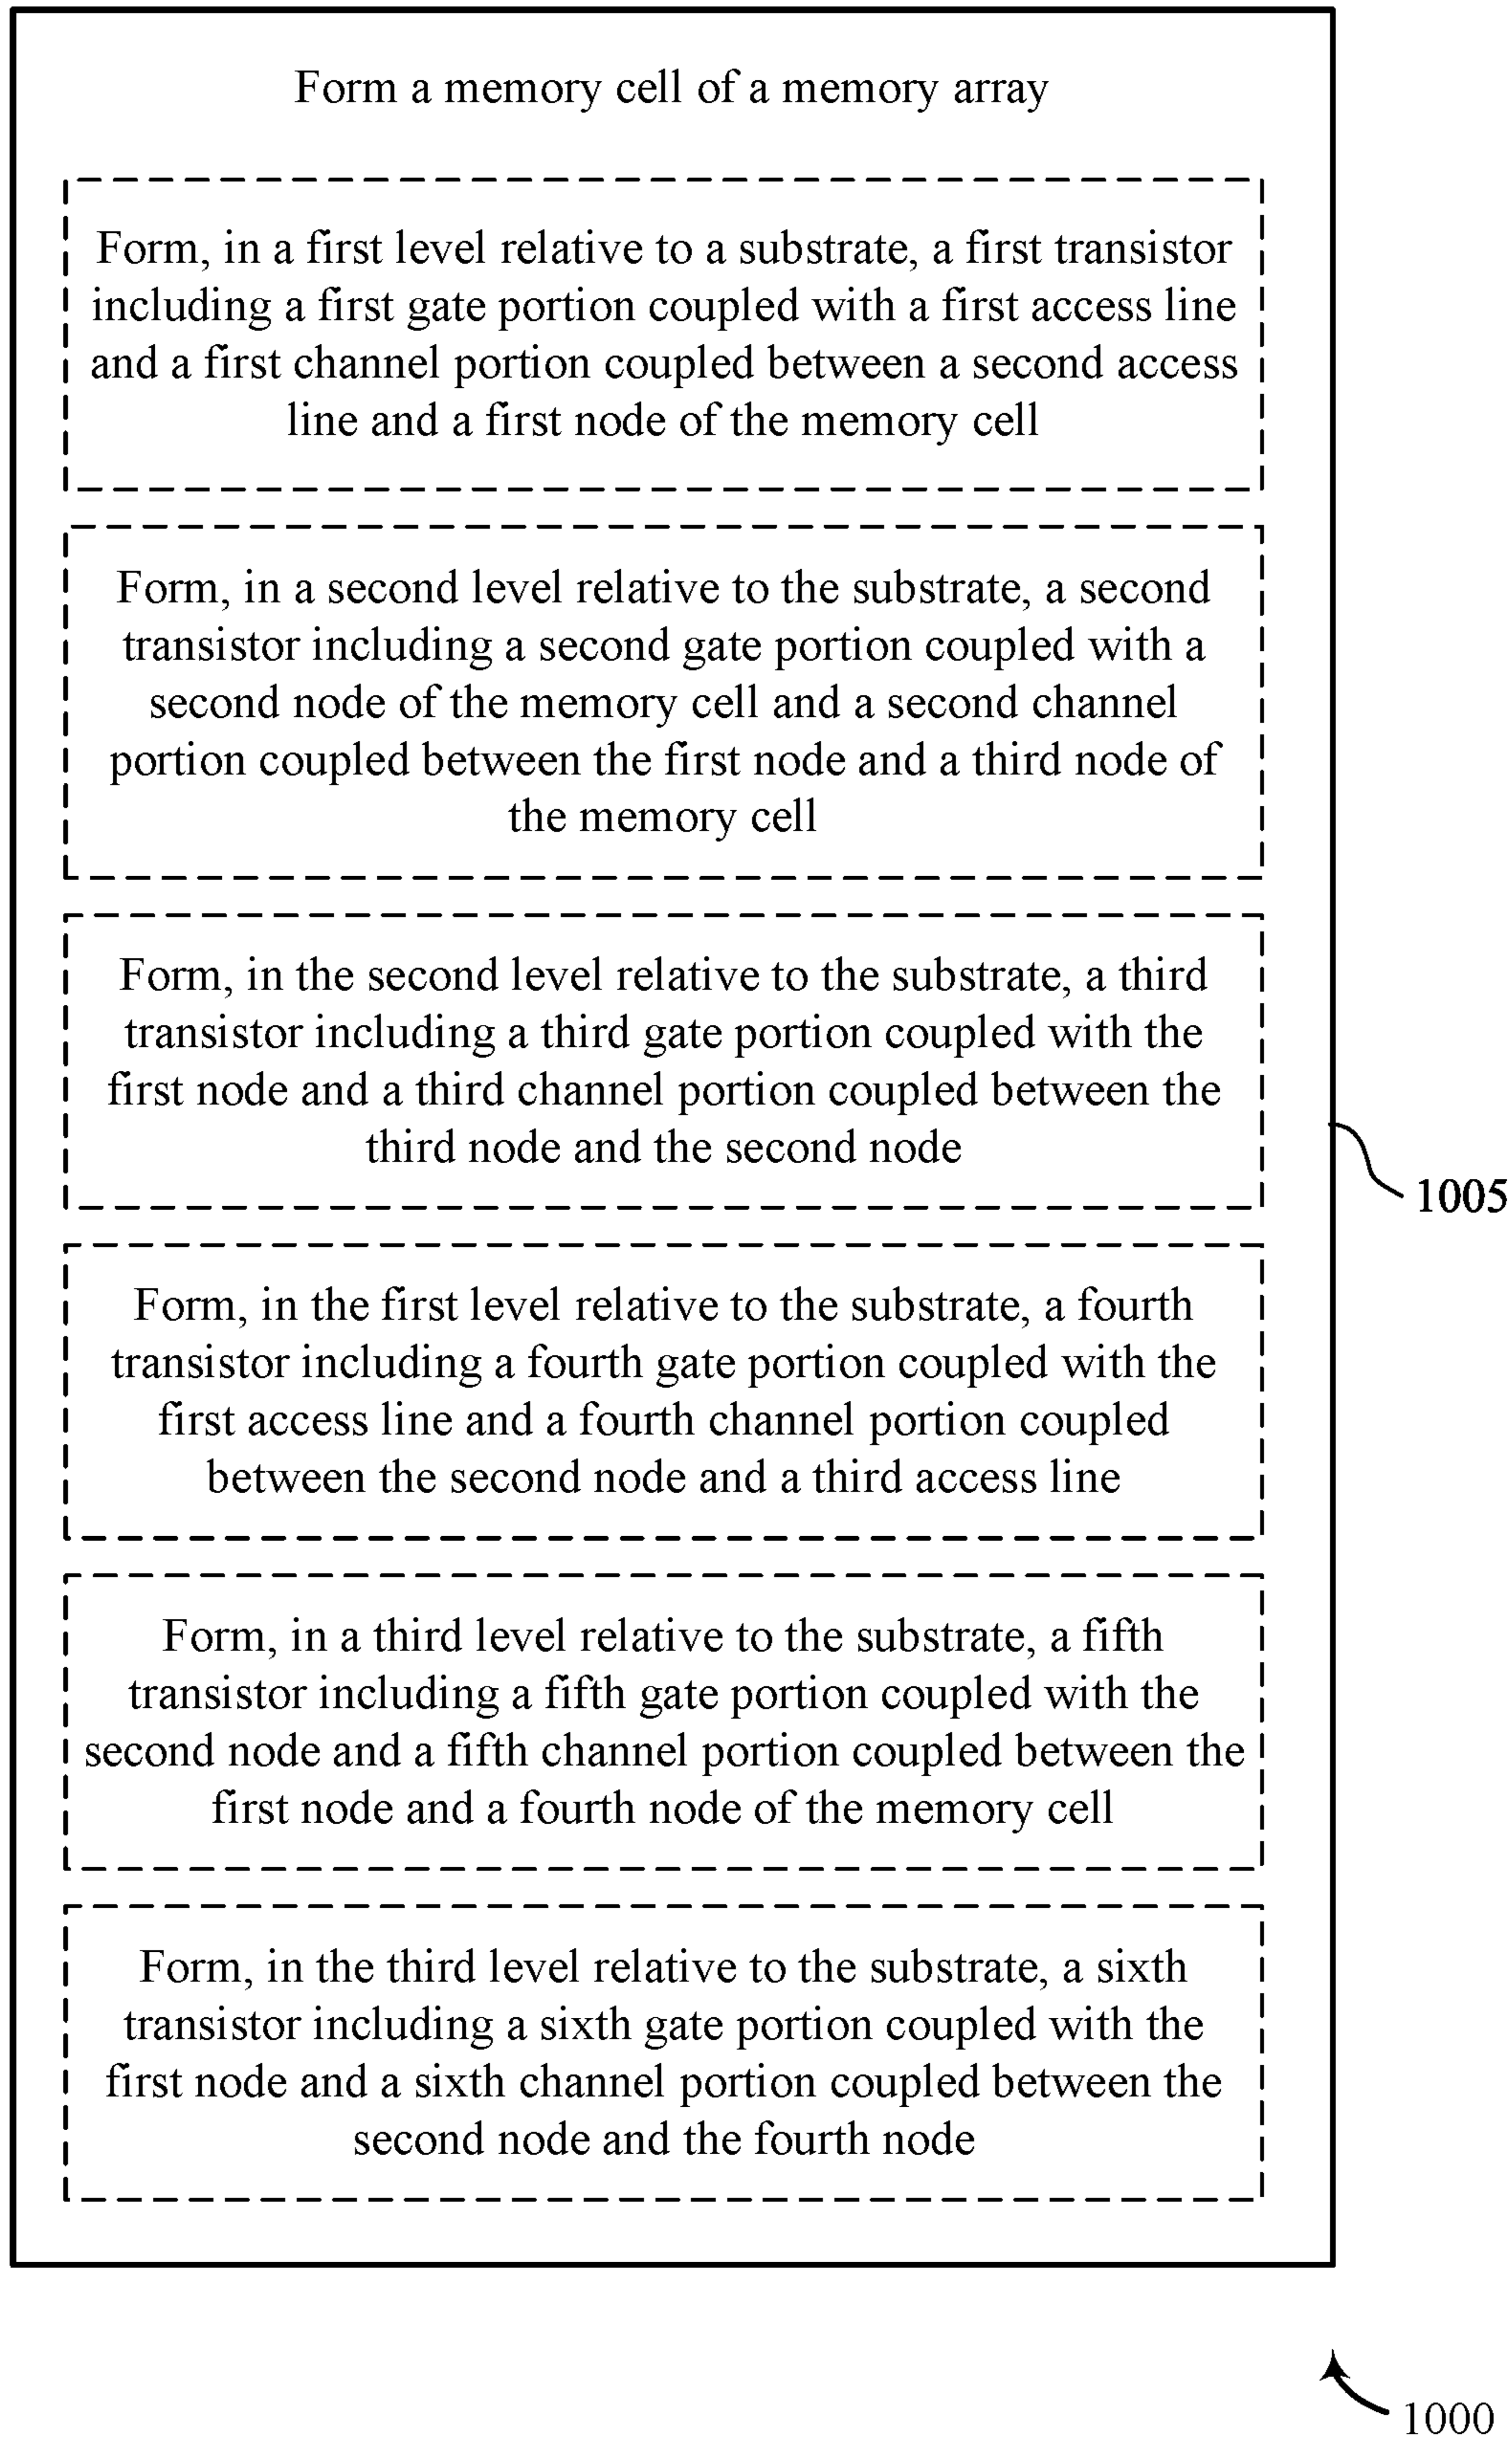 Form a memory cell of a memory array
Form, in a first level relative to a substrate, a first transistor
including a first gate portion coupled with a first access line
and a first channel portion coupled between a second access
line and a first node of the memory cell
Form, in a second level relative to the substrate, a second
transistor including a second gate portion coupled with a
second node of the memory cell and a second channel
portion coupled between the first node and a third node of
the memory cell
Form, in the second level relative to the substrate, a third
transistor including a third gate portion coupled with the
first node and a third channel portion coupled between the
third node and the second node
1005
Form, in the first level relative to the substrate, a fourth
transistor including a fourth gate portion coupled with the
first access line and a fourth channel portion coupled
between the second node and a third access line
Form, in a third level relative to the substrate, a fifth
transistor including a fifth gate portion coupled with the
second node and a fifth channel portion coupled between the
first node and a fourth node of the memory cell
Form, in the third level relative to the substrate, a sixth
transistor including a sixth gate portion coupled with the
first node and a sixth channel portion coupled between the
second node and the fourth node
1000